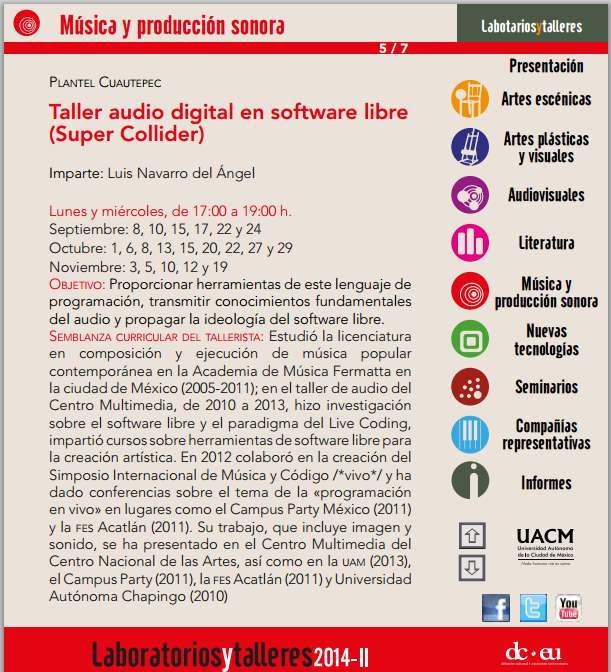 Música y producción sonora
Labotariosytalleres
5 / 7
Plantel Cuautepec
Taller audio digital en software libre
(Super Collider)
Imparte: Luis Navarro del Ángel
Lunes y miércoles, de 17:00 a 19:00 h.
Septiembre: 8, 10, 15, 17, 22 y 24
Octubre: 1, 6, 8, 13, 15, 20, 22, 27 y 29
Noviembre: 3, 5, 10, 12 y 19
Objetivo: Proporcionar herramientas de este lenguaje de
programación, transmitir conocimientos fundamentales
del audio y propagar la ideología del software libre.
Semblanza curricular del tallerista: Estudió la licenciatura
en composición y ejecución de música popular
contemporánea en la Academia de Música Fermatta en
la ciudad de México (2005-2011); en el taller de audio del
Centro Multimedia, de 2010 a 2013, hizo investigación
sobre el software libre y el paradigma del Live Coding,
impartió cursos sobre herramientas de software libre para
la creación artística. En 2012 colaboró en la creación del
Simposio Internacional de Música y Código /*vivo*/ y ha
dado conferencias sobre el tema de la «programación
en vivo» en lugares como el Campus Party México (2011)
y la FES Acatlán (2011). Su trabajo, que incluye imagen y
sonido, se ha presentado en el Centro Multimedia del
Centro Nacional de las Artes, así como en la UAM (2013),
el Campus Party (2011), la FES Acatlán (2011) y Universidad
Autónoma Chapingo (2010)
Presentación
Artes escénicas
Artes plásticas
y visuales
Audiovisuales
Literatura
Música y
producción sonora
Nuevas
tecnologías
Seminarios
Compañías
representativas
Informes
UACM
Universidad Autónoma
de la Ciudad de México
Nada humano me es ajeno
f
t
You
Tube
Laboratoriosytalleres 2014-II
dc•eu
difusión cultural y extensión universitaria